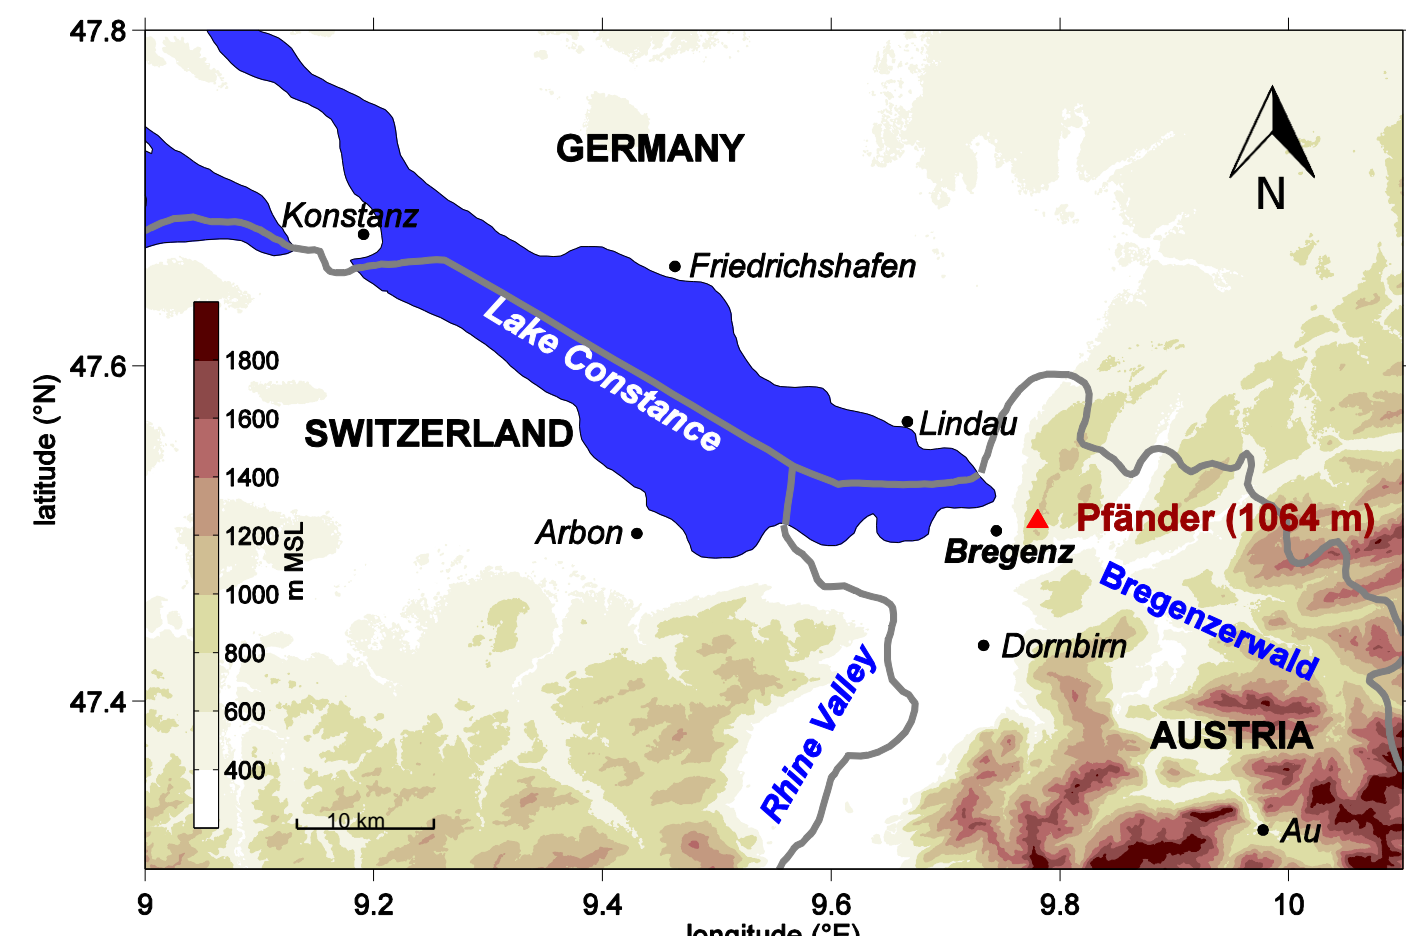 47.8
GERMANY
N
Konstanz
Friedrichshafen
Lake Constance
47.6
1800
1600
1400
1200
1000
800
600
400
m MSL
SWITZERLAND
Lindau
latitude (°N)
Pfänder (1064 m)
Arbon
Bregenz
Bregenzerwald
Dornbirn
Rhine Valley
47.4
AUSTRIA
10 km
Au
9
9.2
9.4
9.6
9.8
10
longitude (°E)